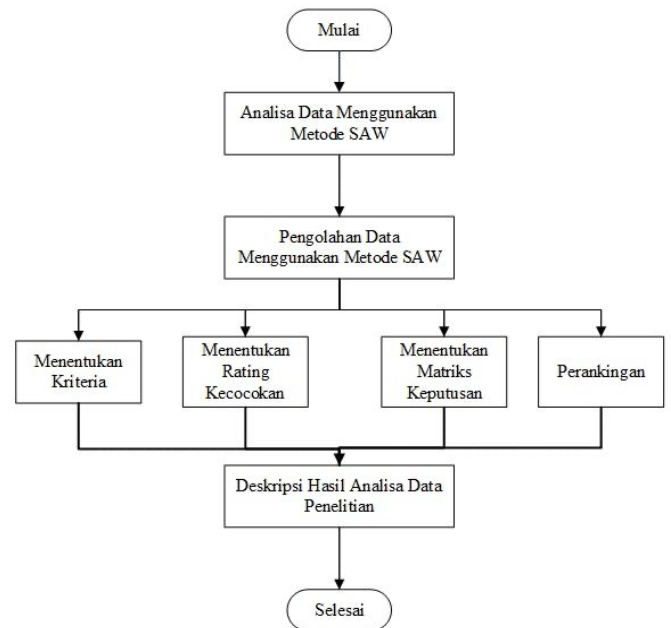 Mulai
Analisa Data Menggunakan
Metode SAW
Pengolahan Data
Menggunakan Metode SAW
Menentukan
Kriteria
Menentukan
Rating
Kecocokan
Menentukan
Matriks
Keputusan
Perankingan
Deskripsi Hasil Analisa Data
Penelitian
Selesai